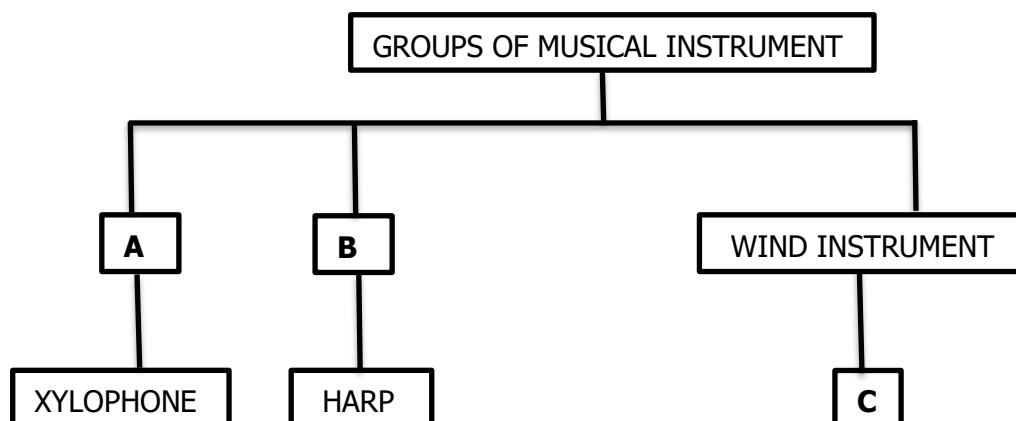 GROUPS OF MUSICAL INSTRUMENT
A
B
WIND INSTRUMENT
XYLOPHONE
HARP
C